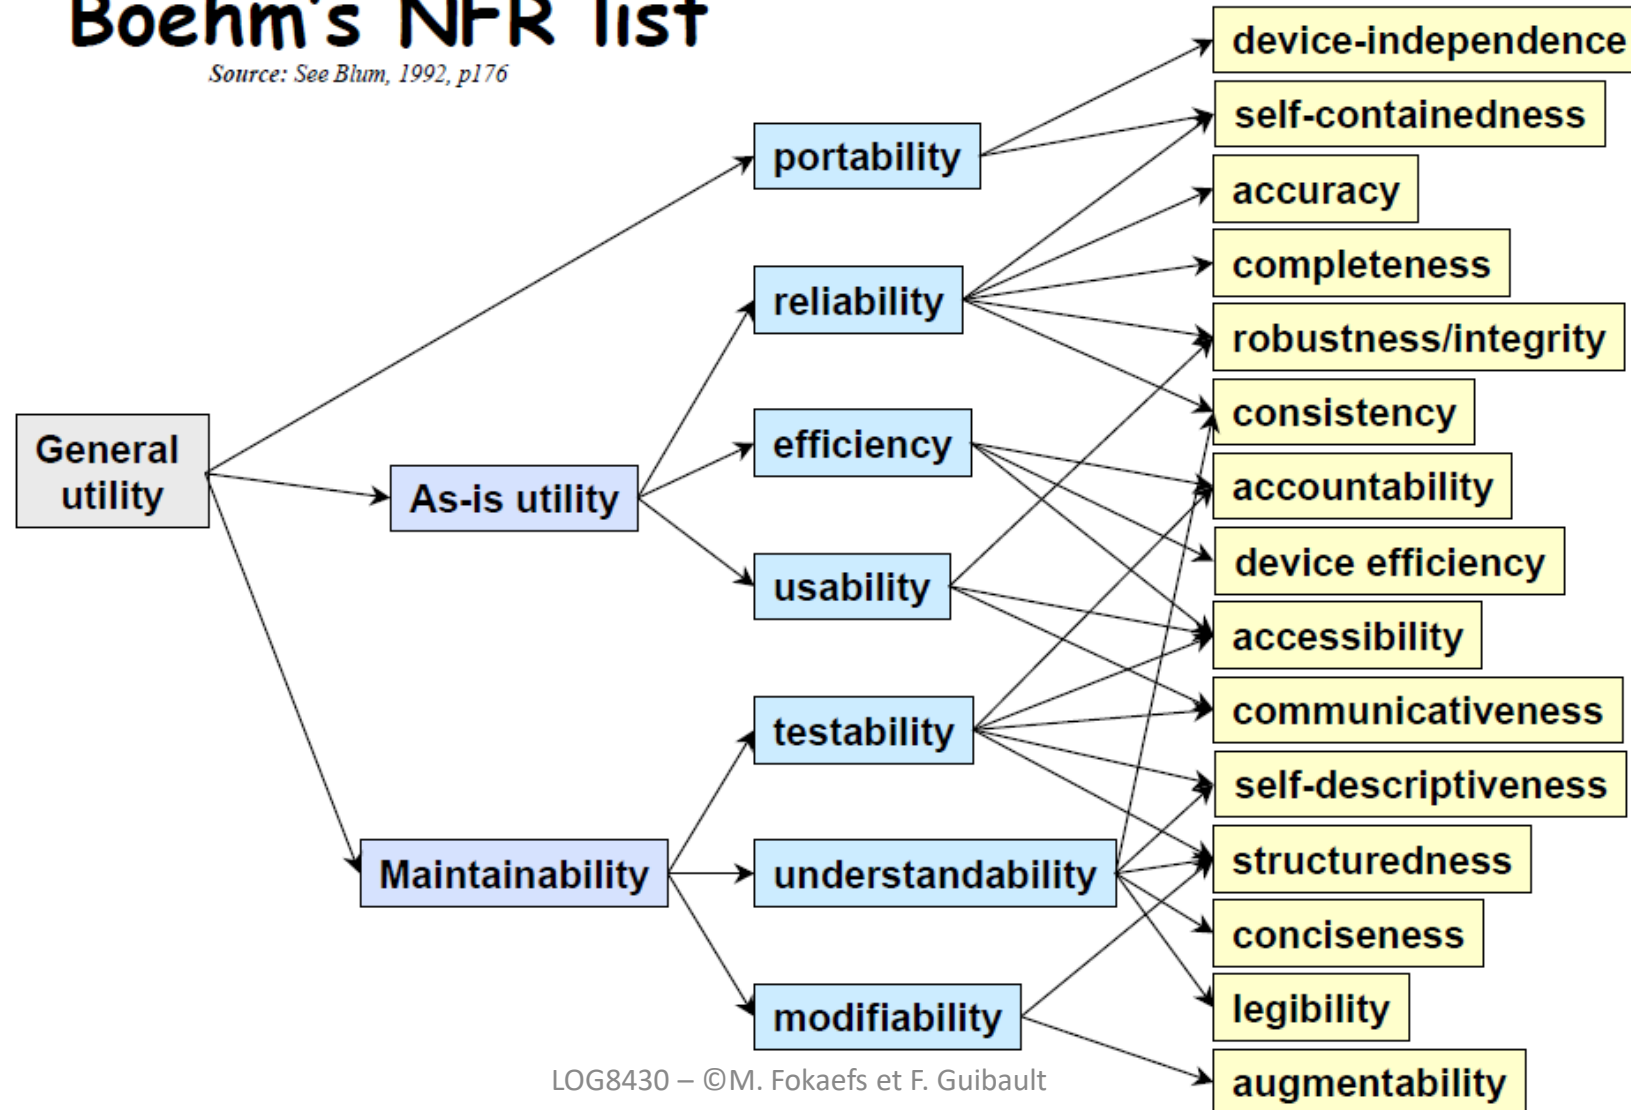 Boehm's NFR list
Source: See Blum, 1992, p176
General
utility
As-is utility
Maintainability
portability
reliability
efficiency
usability
testability
understandability
modifiability
device-independence
self-containedness
accuracy
completeness
robustness/integrity
consistency
accountability
device efficiency
accessibility
communicativeness
self-descriptiveness
structuredness
conciseness
legibility
augmentability
LOG8430 – ©M. Fokaefs et F. Guibault